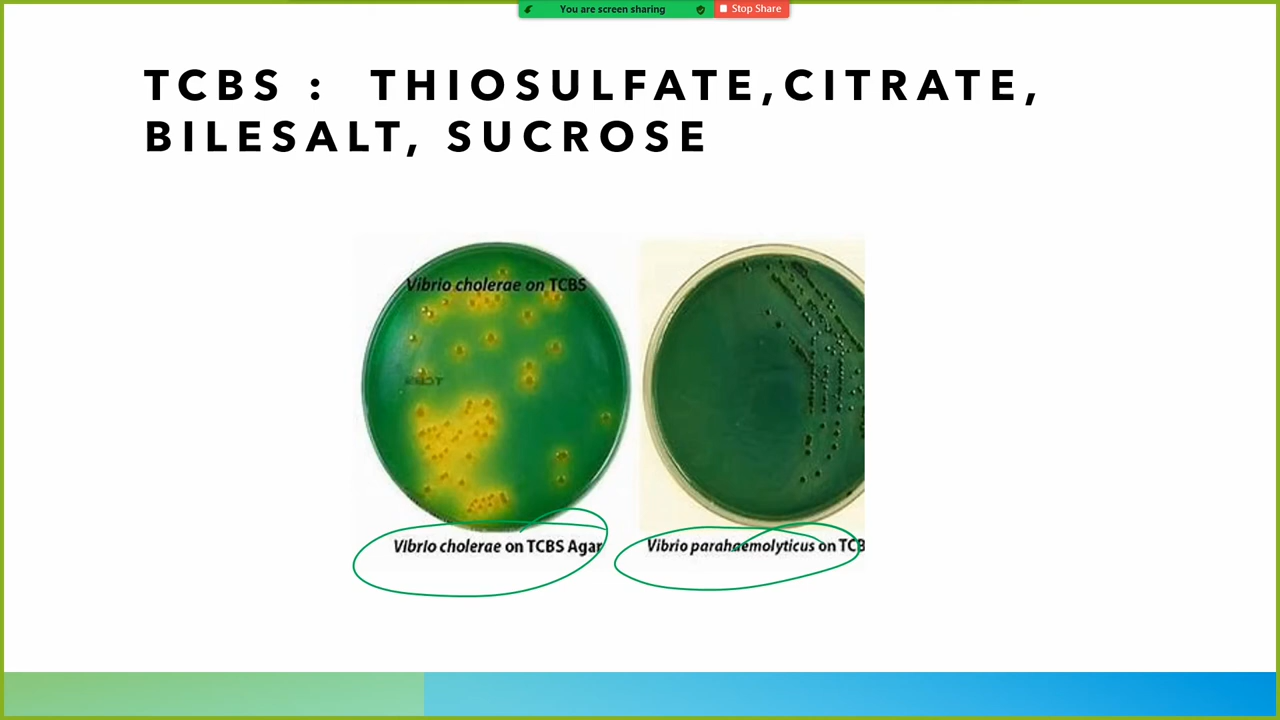 You are screen sharing
Stop Share
TCBS : THIOSULFATE,CITRATE,
BILESALT, SUCROSE
Vibrio cholerae on TCBS
Vibrio cholerae on TCBS Agar
Vibrio parahaemolyticus on TCB